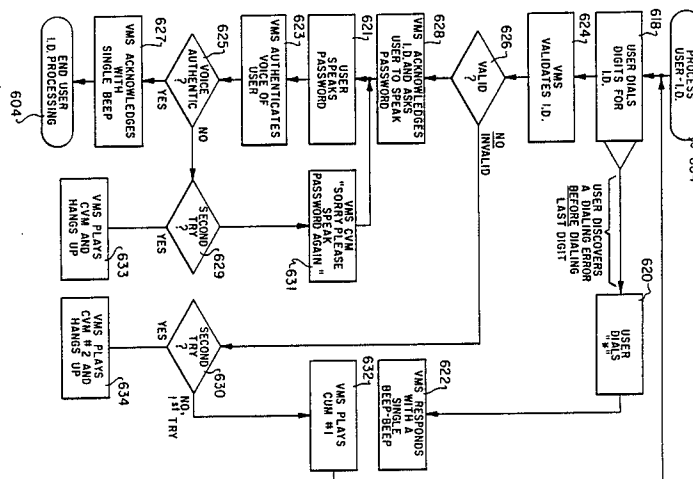 PROCESS
USER-I.D.
618
USER DIALS
DIGITS FOR
I.D.
USER DISCOVERS
A DIALING ERROR
BEFORE DIALING
LAST DIGIT
620
USER
DIALS
"*"
624
VMS
VALIDATES I.D.
622
VMS RESPONDS
WITH A
SINGLE
BEEP-BEEP
626
VALID
?
NO
INVALID
628
VMS
ACKNOWLEDGES
I.D. AND ASKS
USER TO SPEAK
PASSWORD
VMS CVM
"SORRY PLEASE
SPEAK
PASSWORD AGAIN"
631
632
VMS PLAYS
CUM #1
621
USER
SPEAKS
PASSWORD
623
VMS AUTHENTICATES
VOICE OF
USER
625
VOICE
AUTHENTIC
?
NO
YES
SECOND
TRY
?
629
YES
SECOND
TRY
?
630
YES
NO,
1st TRY
627
VMS ACKNOWLEDGES
WITH
SINGLE BEEP
VMS PLAYS
CVM AND
HANGS UP
633
VMS PLAYS
CVM #2 AND
HANGS UP
634
END USER
I.D. PROCESSING
604